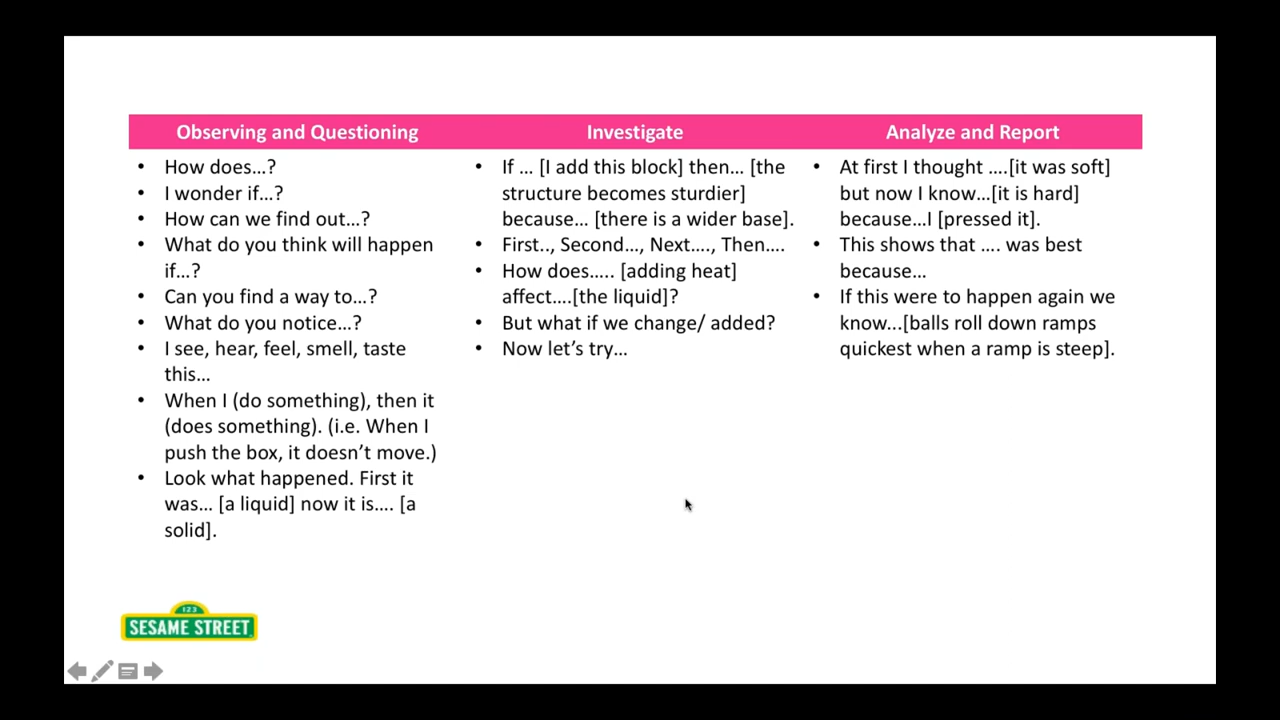 Observing and Questioning
• How does…?
• I wonder if…?
• How can we find out…?
• What do you think will happen
if…?
• Can you find a way to…?
• What do you notice…?
• I see, hear, feel, smell, taste
this…
• When I (do something), then it
(does something). (i.e. When I
push the box, it doesn’t move.)
• Look what happened. First it
was… [a liquid] now it is…. [a
solid].
Investigate
• If … [I add this block] then… [the
structure becomes sturdier]
because… [there is a wider base].
• First.., Second…, Next…., Then….
• How does….. [adding heat]
affect….[the liquid]?
• But what if we change/ added?
• Now let’s try…
Analyze and Report
• At first I thought ….[it was soft]
but now I know…[it is hard]
because…I [pressed it].
• This shows that …. was best
because…
• If this were to happen again we
know...[balls roll down ramps
quickest when a ramp is steep].
123
SESAME STREET